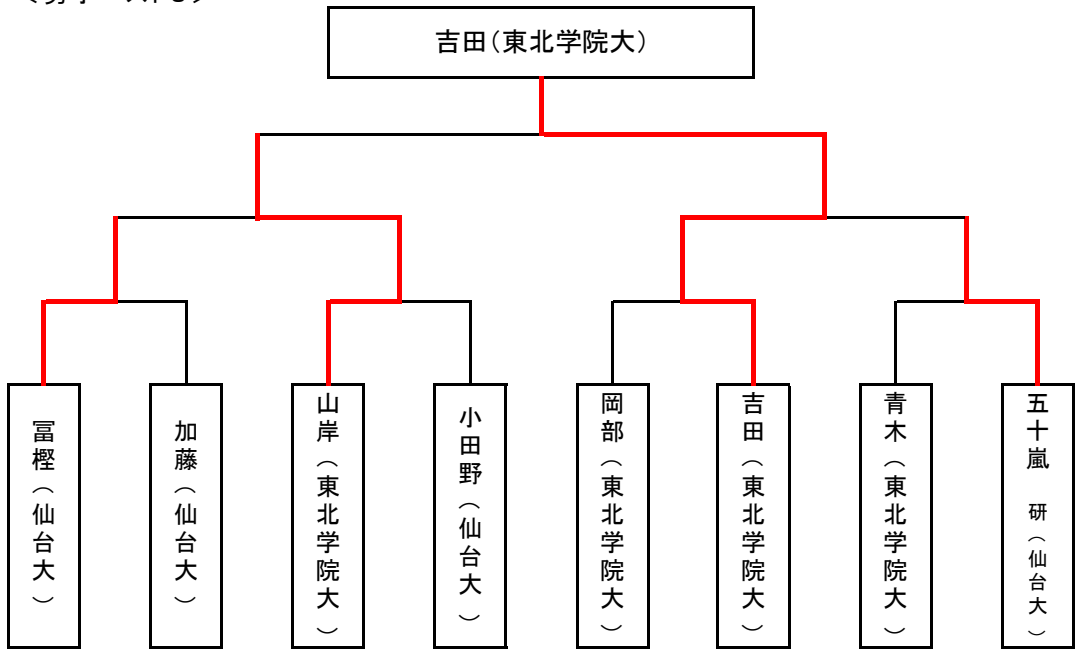 吉田(東北学院大)
冨樫(仙台大)
加藤(仙台大)
山岸(東北学院大)
小田野(仙台大)
岡部(東北学院大)
吉田(東北学院大)
青木(東北学院大)
五十嵐 研(仙台大)